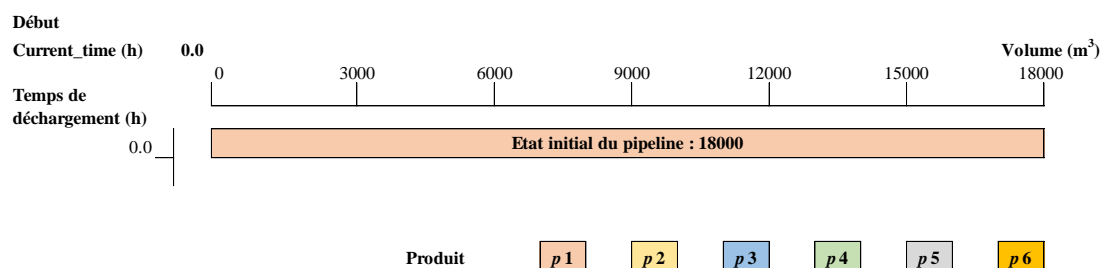 Début
Current_time (h) 0.0 Volume (m³)
0 3000 6000 9000 12000 15000 18000
Temps de
déchargement (h)
Etat initial du pipeline : 18000
0.0
Produit p 1 p 2 p 3 p 4 p 5 p 6